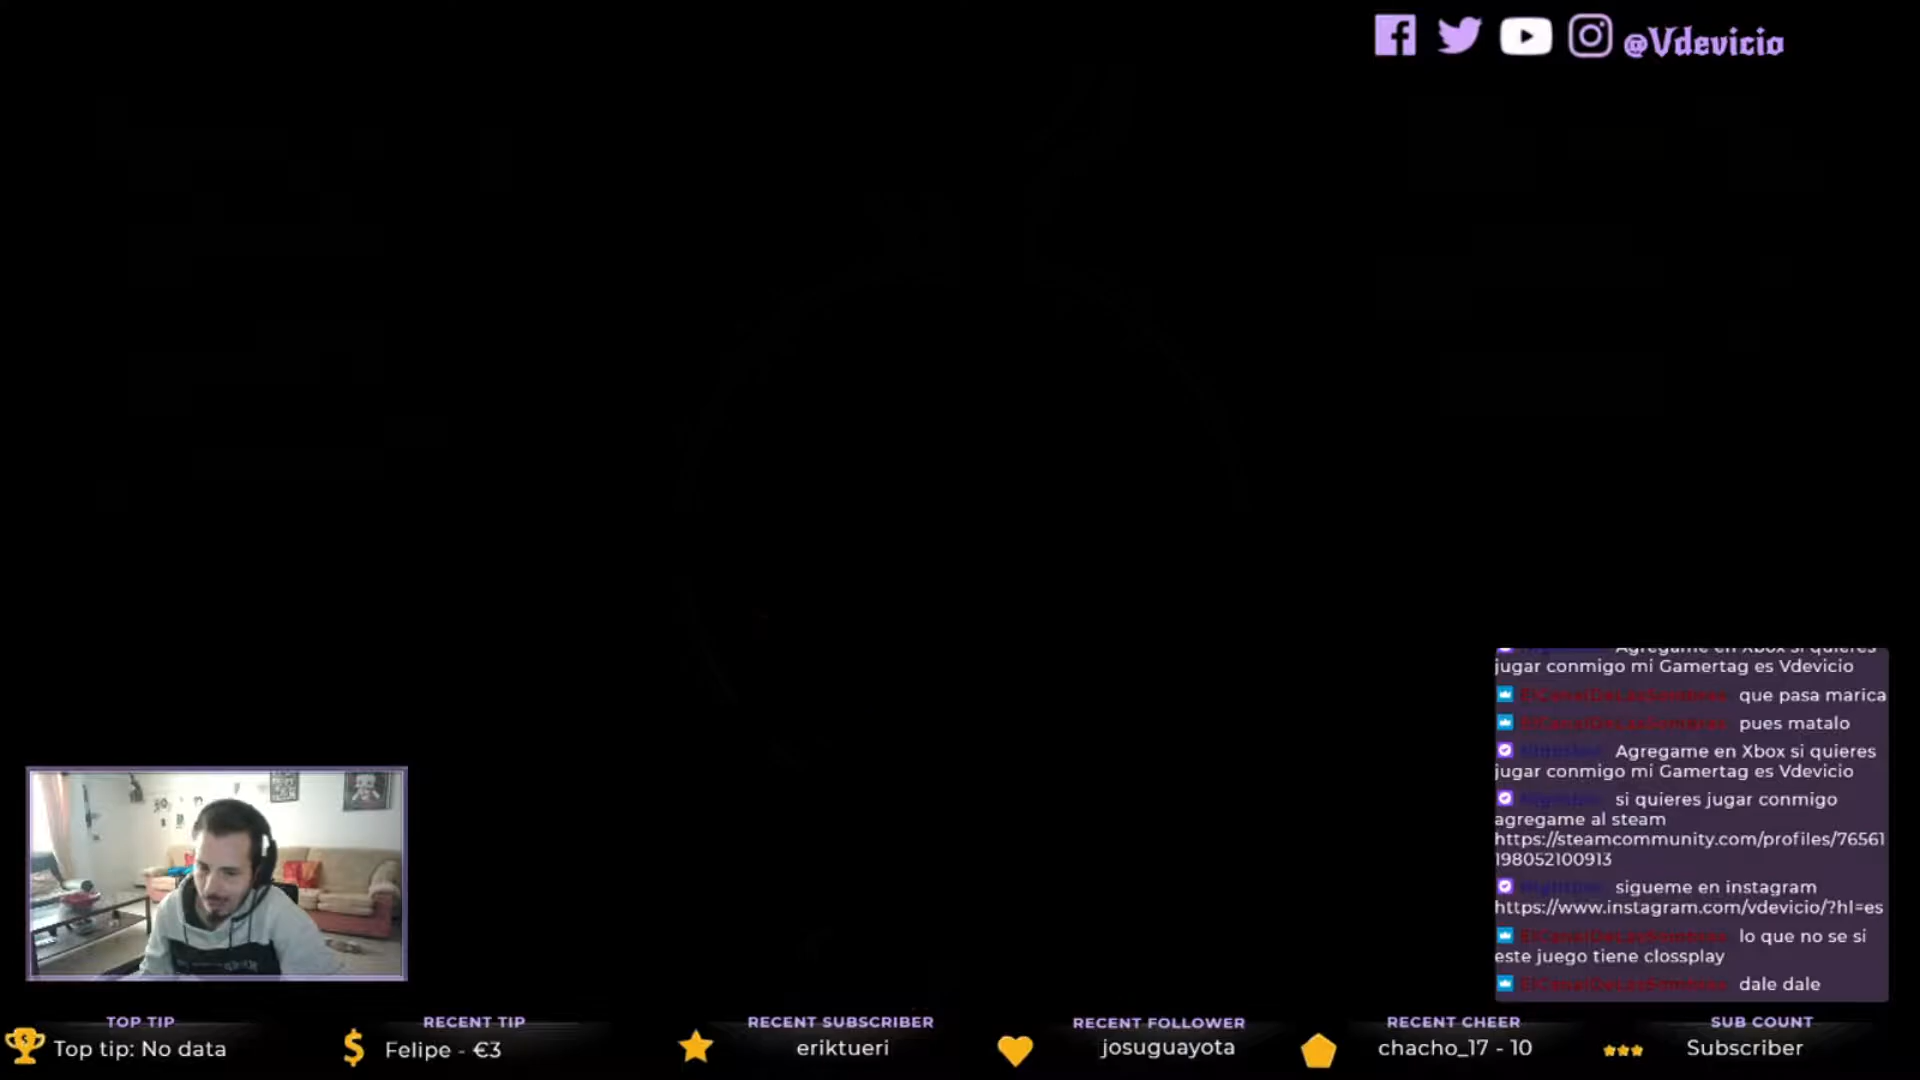 @Vdevicio
jugar conmigo mi Gamertag es Vdevicio
que pasa marica
pues matalo
Agregame en Xbox si quieres
jugar conmigo mi Gamertag es Vdevicio
si quieres jugar conmigo
agregame al steam
https://steamcommunity.com/profiles/76561
198052100913
sigueme en instagram
https://www.instagram.com/vdevicio/?hl=es
lo que no se si
este juego tiene clossplay
dale dale
TOP TIP
Top tip: No data
RECENT TIP
Felipe - €3
RECENT SUBSCRIBER
eriktueri
RECENT FOLLOWER
josuguayota
RECENT CHEER
chacho_17 - 10
SUB COUNT
Subscriber